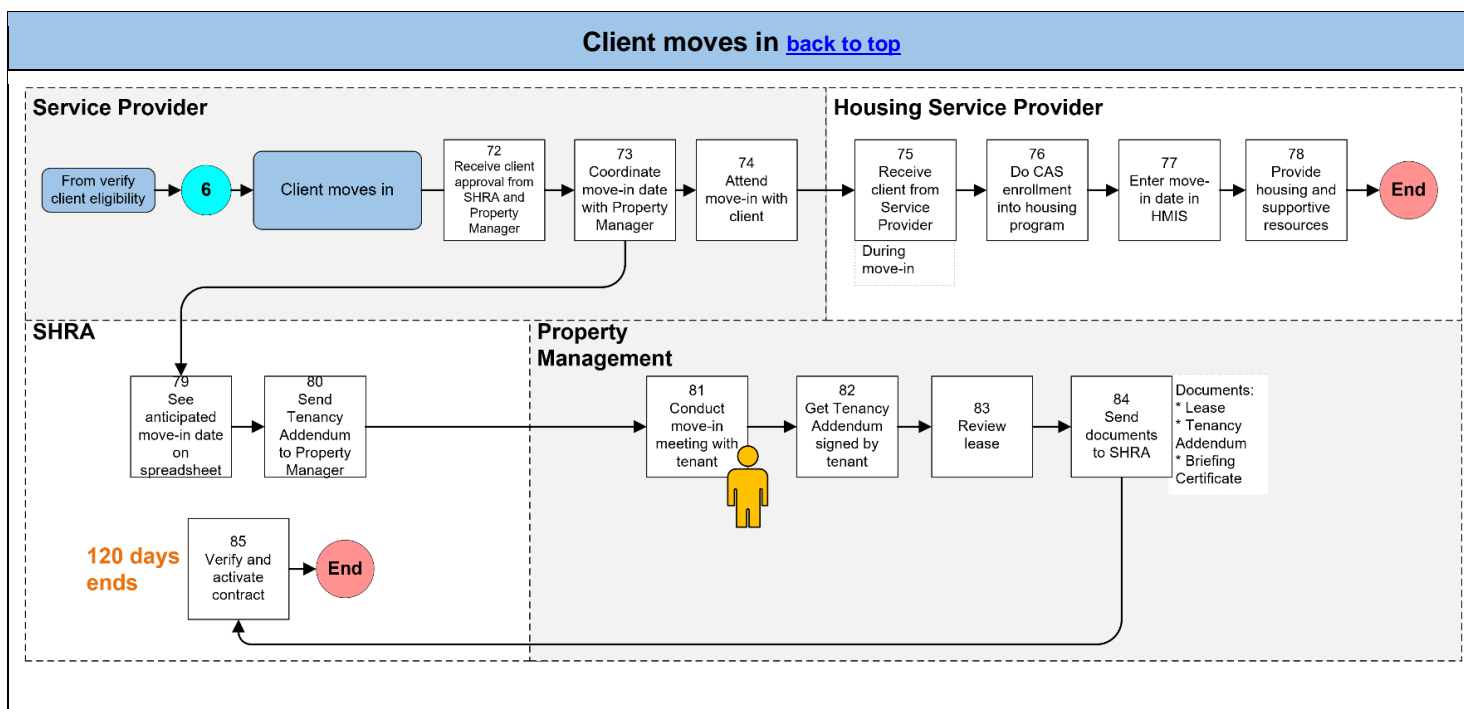 Client moves in back to top
Service Provider
From verify
client eligibility
6
Client moves in
72
Receive client
approval from
SHRA and
Property
Manager
73
Coordinate
move-in date
with Property
Manager
74
Attend
move-in with
client
Housing Service Provider
75
Receive
client from
Service
Provider
During
move-in
76
Do CAS
enrollment
into housing
program
77
Enter move-
in date in
HMIS
78
Provide
housing and
supportive
resources
End
SHRA
79
See
anticipated
move-in date
on
spreadsheet
80
Send
Tenancy
Addendum
to Property
Manager
Property
Management
81
Conduct
move-in
meeting with
tenant
82
Get Tenancy
Addendum
signed by
tenant
83
Review
lease
84
Send
documents
to SHRA
Documents:
* Lease
* Tenancy
Addendum
* Briefing
Certificate
120 days
ends
85
Verify and
activate
contract
End